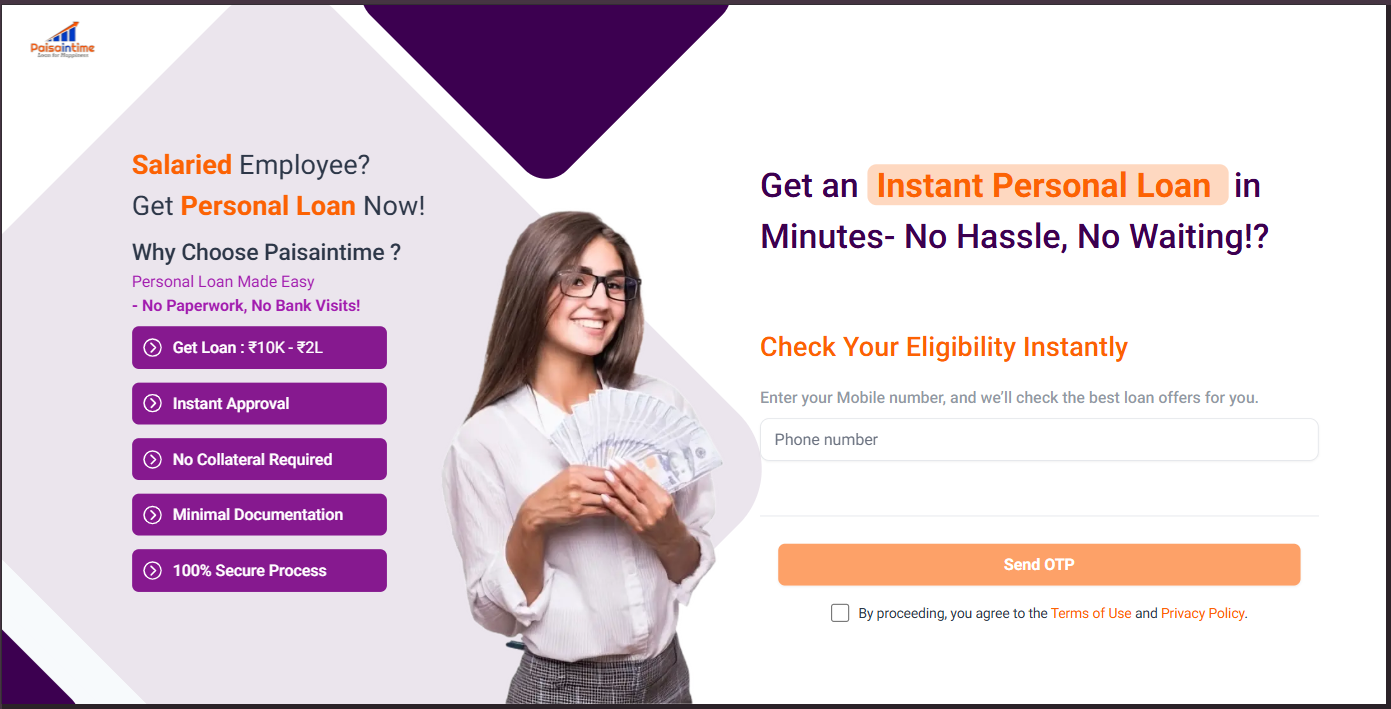 Paisaintime
Loan for Happiness
Salaried Employee?
Get Personal Loan Now!
Why Choose Paisaintime ?
Personal Loan Made Easy
- No Paperwork, No Bank Visits!
Get Loan : ₹10K - ₹2L
Instant Approval
No Collateral Required
Minimal Documentation
100% Secure Process
Get an Instant Personal Loan in
Minutes- No Hassle, No Waiting!?
Check Your Eligibility Instantly
Enter your Mobile number, and we’ll check the best loan offers for you.
Phone number
Send OTP
By proceeding, you agree to the Terms of Use and Privacy Policy.